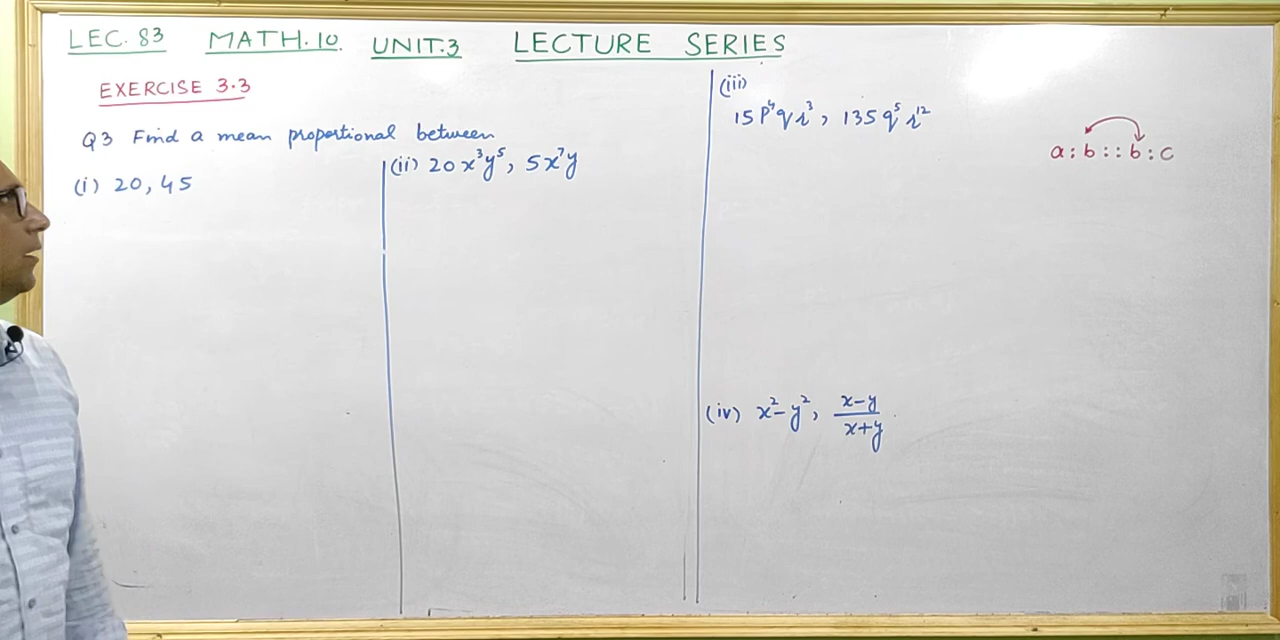 LEC. 83 MATH.10. UNIT.3 LECTURE SERIES
EXERCISE 3.3
Q3 Find a mean proportional between
(i) 20, 45
(ii) 20x³y⁵, 5x⁷y
(iii)
15p⁴qr³, 135q⁵r¹²
(iv) x²-y², x-y/x+y
a:b::b:c